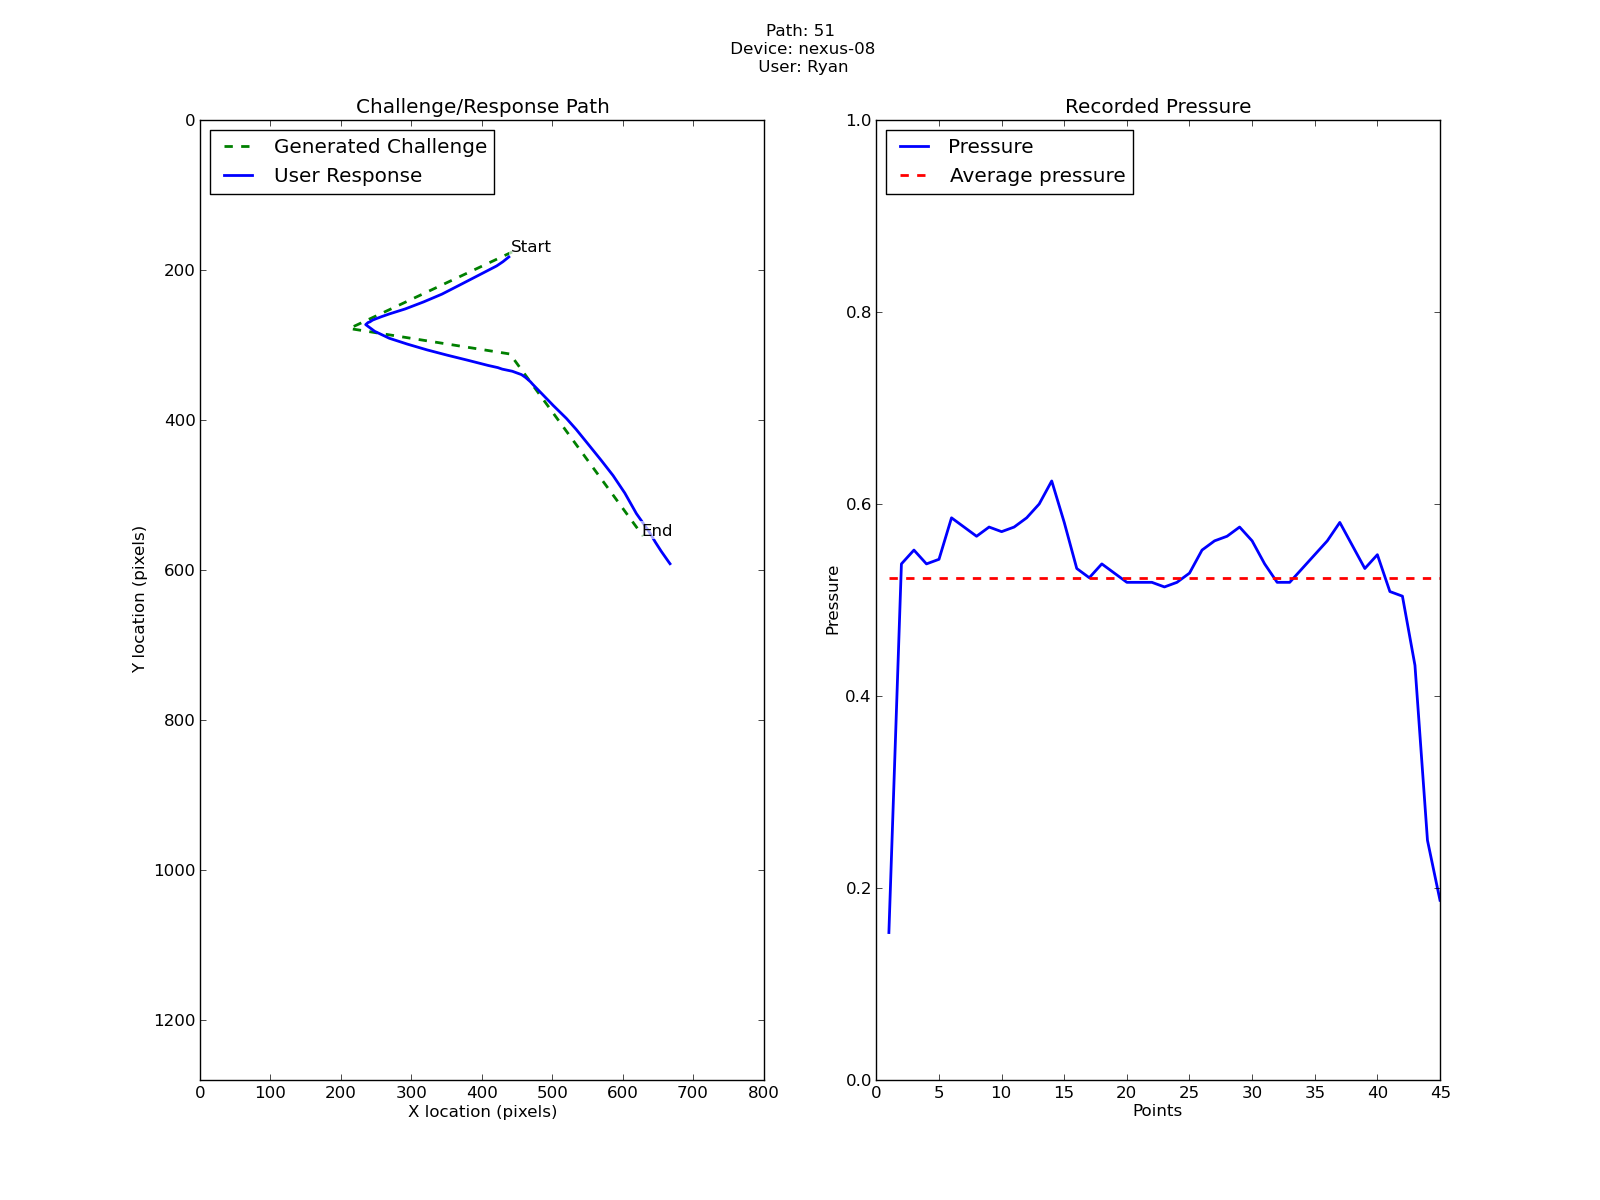 Path: 51
Device: nexus-08
User: Ryan
Challenge/Response Path
Generated Challenge
User Response
Start
End
0
200
400
600
800
1000
1200
Y location (pixels)
0 100 200 300 400 500 600 700 800
X location (pixels)
Recorded Pressure
Pressure
Average pressure
1.0
0.8
0.6
0.4
0.2
0.0
Pressure
0 5 10 15 20 25 30 35 40 45
Points